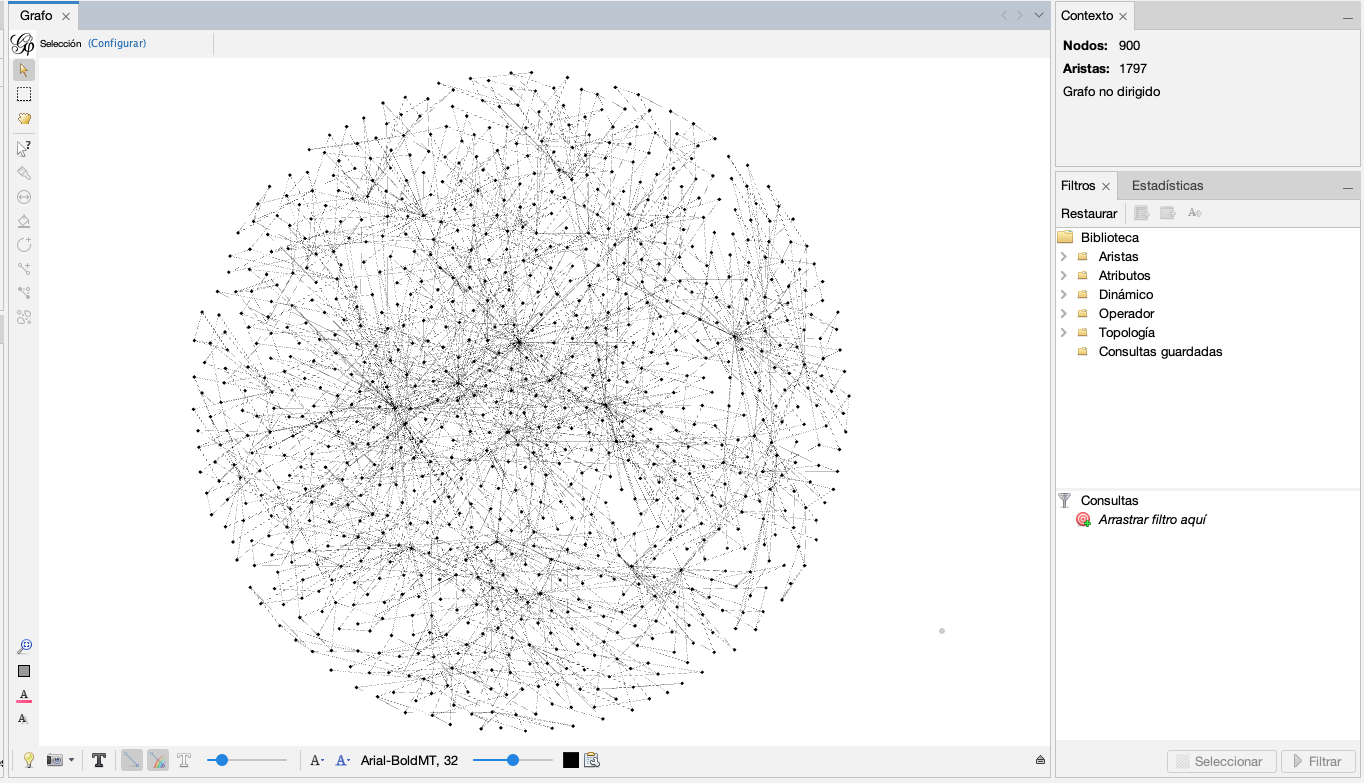 Grafo
Selección (Configurar)
Arial-BoldMT, 32
Contexto
Nodos: 900
Aristas: 1797
Grafo no dirigido
Filtros Estadísticas
Restaurar
Biblioteca
Aristas
Atributos
Dinámico
Operador
Topología
Consultas guardadas
Consultas
Arrastrar filtro aquí
Seleccionar Filtrar